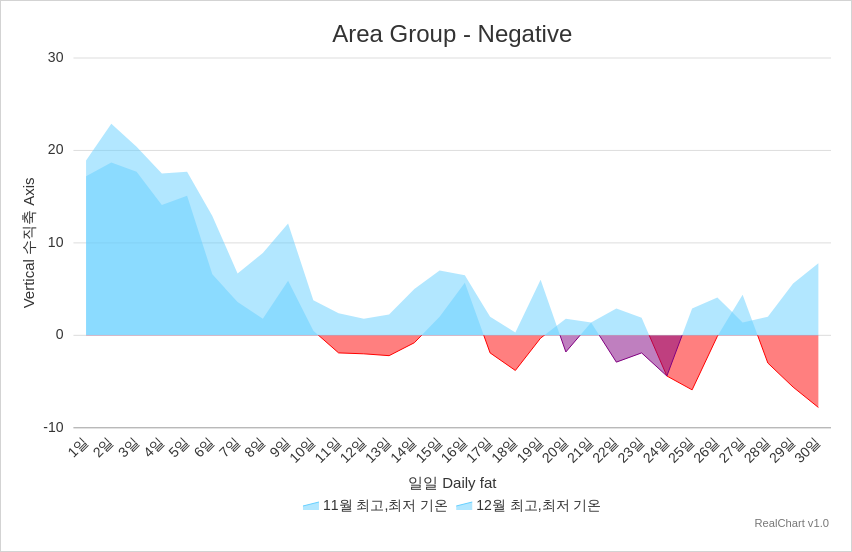 Area Group - Negative
30
20
10
0
-10
Vertical 수직축 Axis
1일 2일 3일 4일 5일 6일 7일 8일 9일 10일 11일 12일 13일 14일 15일 16일 17일 18일 19일 20일 21일 22일 23일 24일 25일 26일 27일 28일 29일 30일
일일 Daily fat
11월 최고,최저 기온 12월 최고,최저 기온
RealChart v1.0